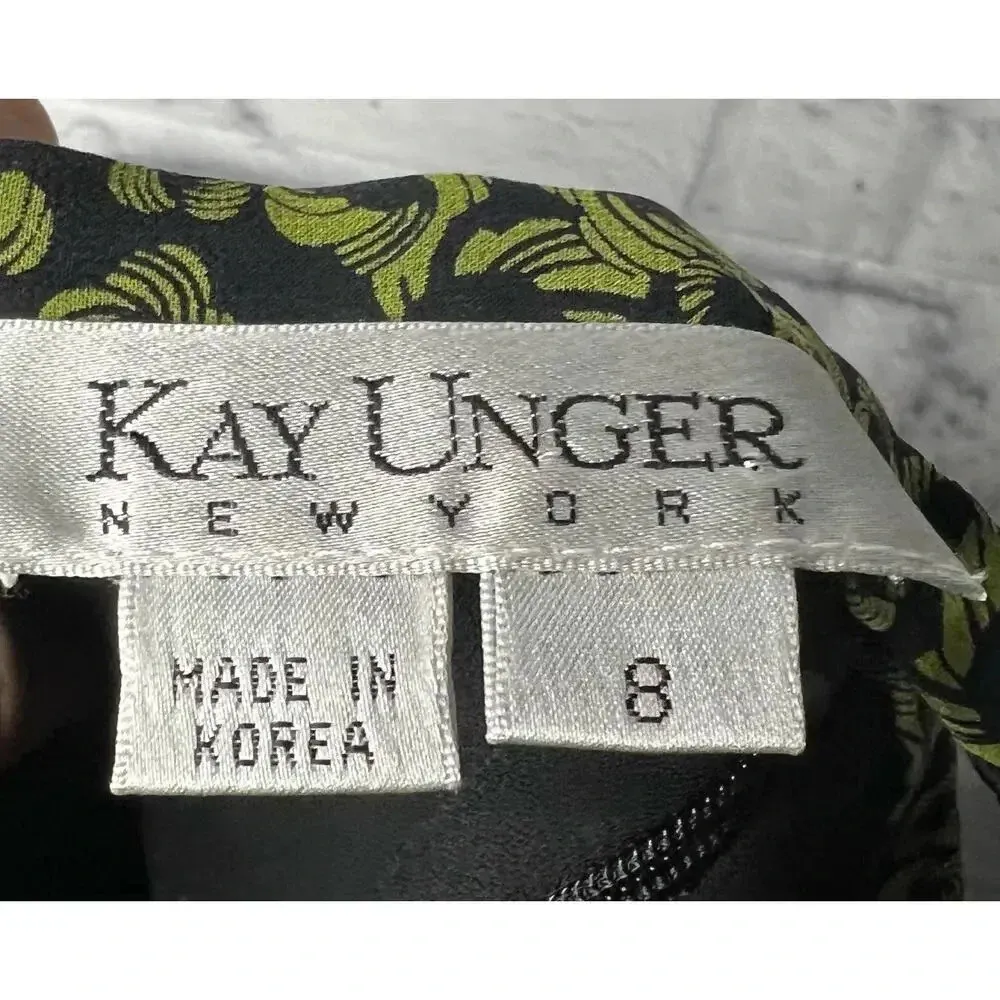 KAY UNGER
NEW YORK
MADE IN
KOREA
8